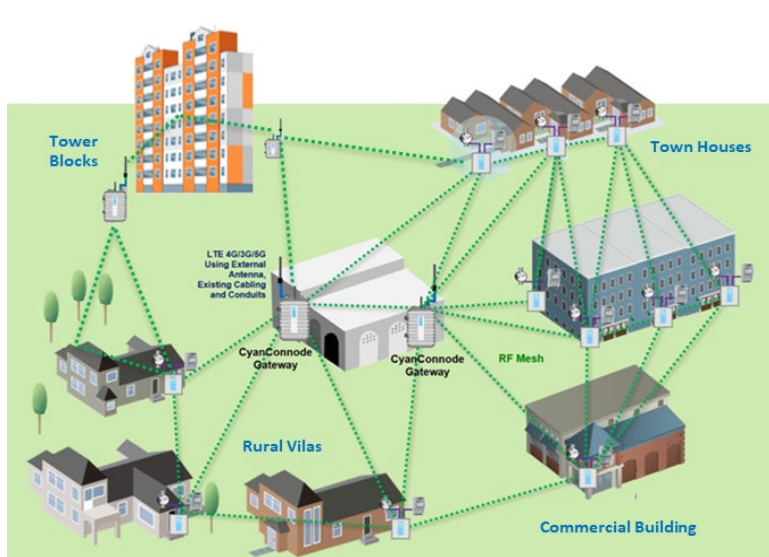 Tower
Blocks
Town Houses
LTE 4G/3G/5G
Using External
Antenna,
Existing Cabling
and Conduits
CyanConnode
Gateway
CyanConnode
Gateway
RF Mesh
Rural Vilas
Commercial Building